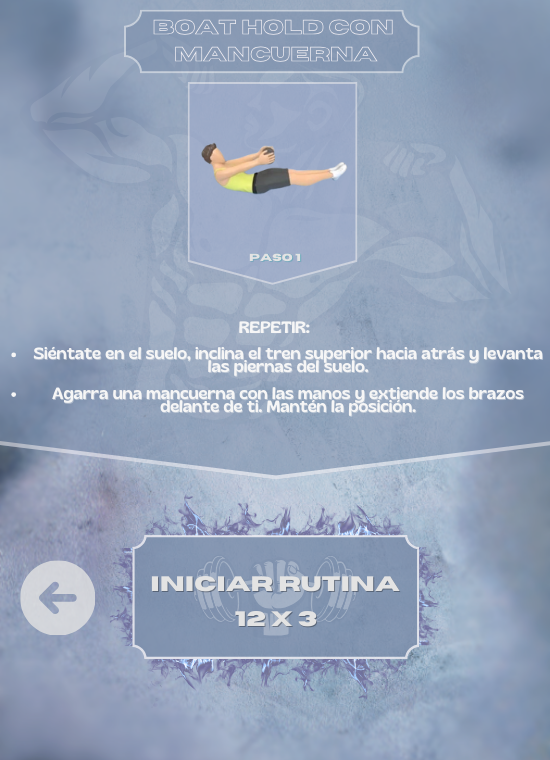 BOAT HOLD CON
MANCUERNA
PASO 1
REPETIR:
• Siéntate en el suelo, inclina el tren superior hacia atrás y levanta
las piernas del suelo.
• Agarra una mancuerna con las manos y extiende los brazos
delante de ti. Mantén la posición.
INICIAR RUTINA
12 X 3